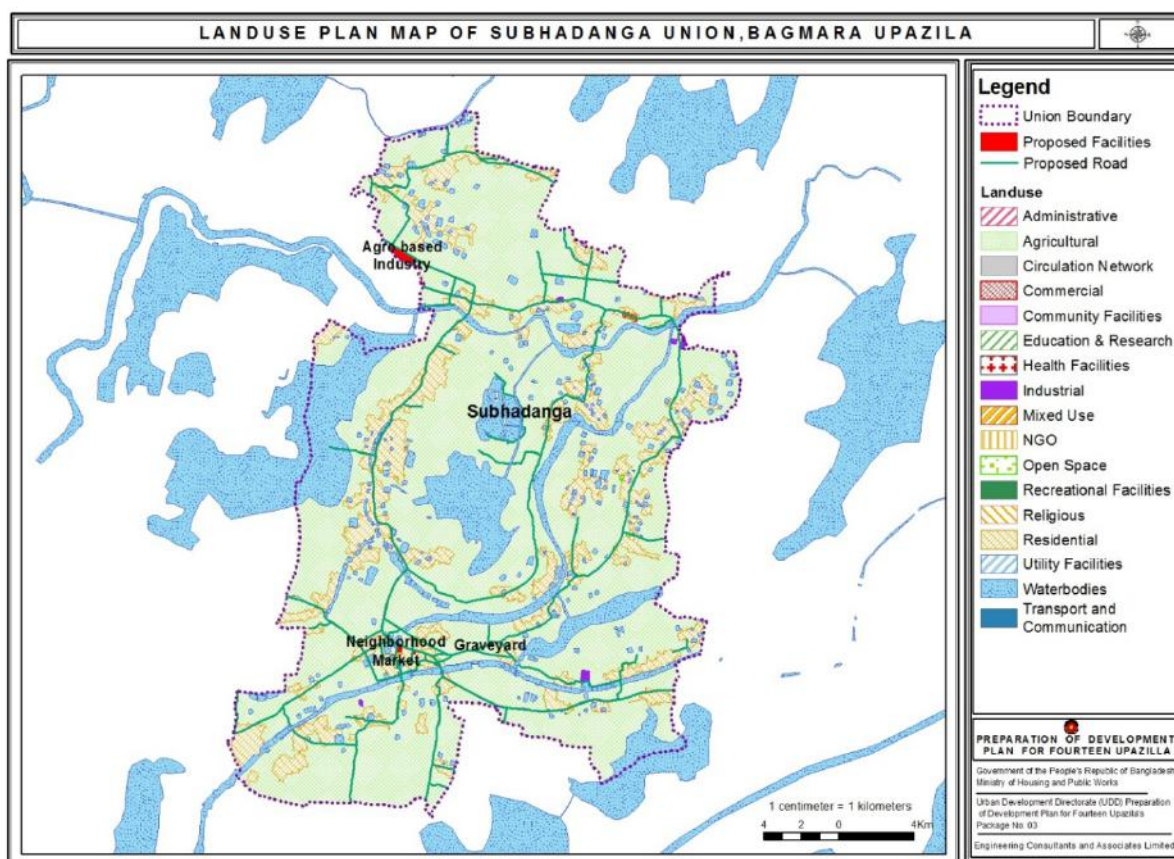 LANDUSE PLAN MAP OF SUBHADANGA UNION,BAGMARA UPAZILA
Agro based
Industry
Subhadanga
Neighborhood
Market
Graveyard
1 centimeter = 1 kilometers
4 2 0 4Km
Legend
Union Boundary
Proposed Facilities
Proposed Road
Landuse
Administrative
Agricultural
Circulation Network
Commercial
Community Facilities
Education & Research
Health Facilities
Industrial
Mixed Use
NGO
Open Space
Recreational Facilities
Religious
Residential
Utility Facilities
Waterbodies
Transport and
Communication
PREPARATION OF DEVELOPMENT
PLAN FOR FOURTEEN UPAZILLA
Government of the People's Republic of Bangladesh
Ministry of Housing and Public Works
Urban Development Directorate (UDD) Preparation
of Development Plan for Fourteen Upazilas
Package No. 03
Engineering Consultants and Associates Limited